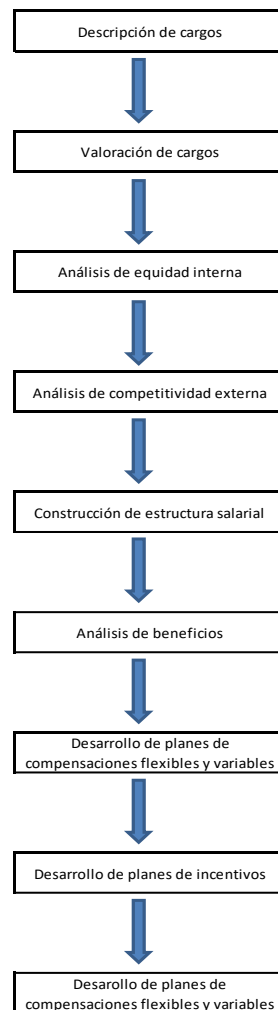 Descripción de cargos
Valoración de cargos
Análisis de equidad interna
Análisis de competitividad externa
Construcción de estructura salarial
Análisis de beneficios
Desarrollo de planes de
compensaciones flexibles y variables
Desarrollo de planes de incentivos
Desarollo de planes de
compensaciones flexibles y variables